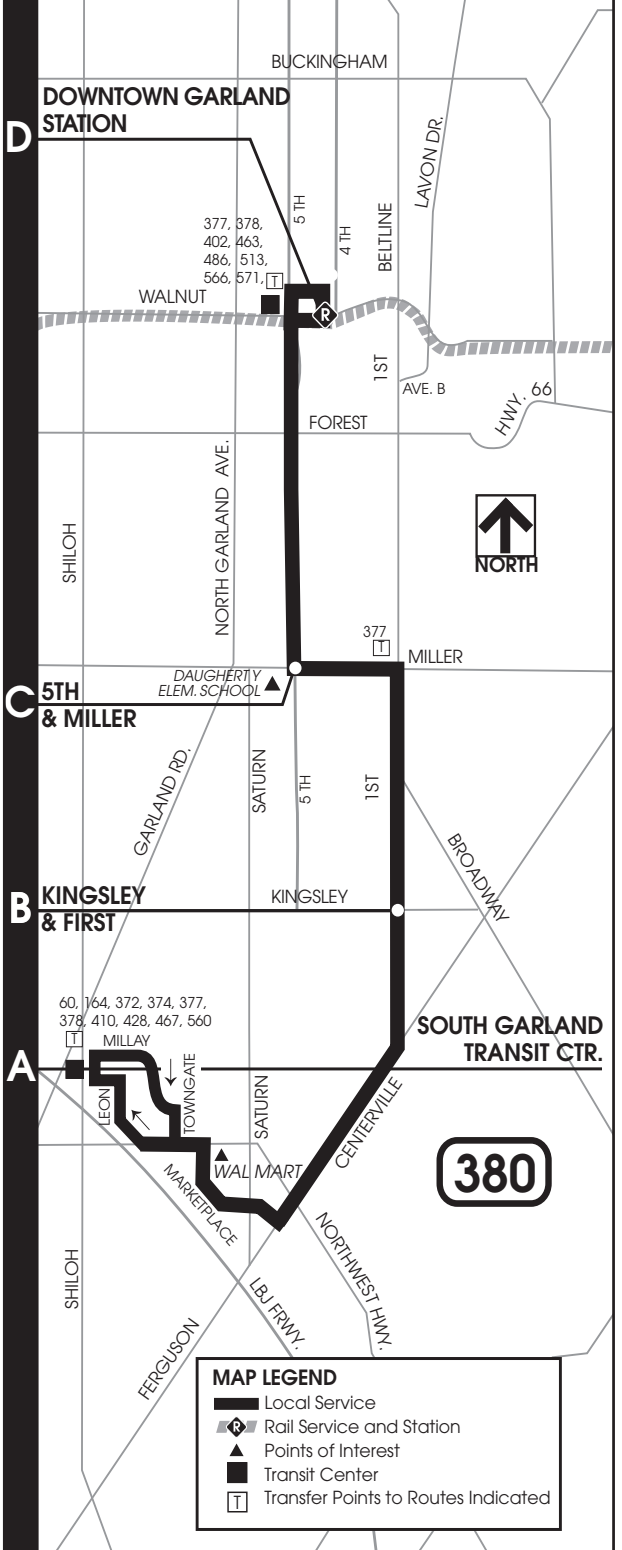 BUCKINGHAM
DOWNTOWN GARLAND
STATION
D
LAVON DR.
5 TH
4 TH
BELTLINE
377, 378,
402, 463,
486, 513,
566, 571,
T
WALNUT
R
1ST
AVE. B
HWY. 66
FOREST
NORTH GARLAND AVE.
SHILOH
NORTH
377
T
MILLER
DAUGHERTY
ELEM. SCHOOL
C
5TH
& MILLER
GARLAND RD.
SATURN
5 TH
1ST
BROADWAY
B
KINGSLEY
& FIRST
KINGSLEY
60, 164, 372, 374, 377,
378, 410, 428, 467, 560
T
MILLAY
SOUTH GARLAND
TRANSIT CTR.
A
LEON
TOWNGATE
SATURN
CENTERVILLE
WAL MART
380
MARKETPLACE
NORTHWEST HWY.
SHILOH
LBJ FRWY.
FERGUSON
MAP LEGEND
Local Service
R Rail Service and Station
Points of Interest
Transit Center
T Transfer Points to Routes Indicated